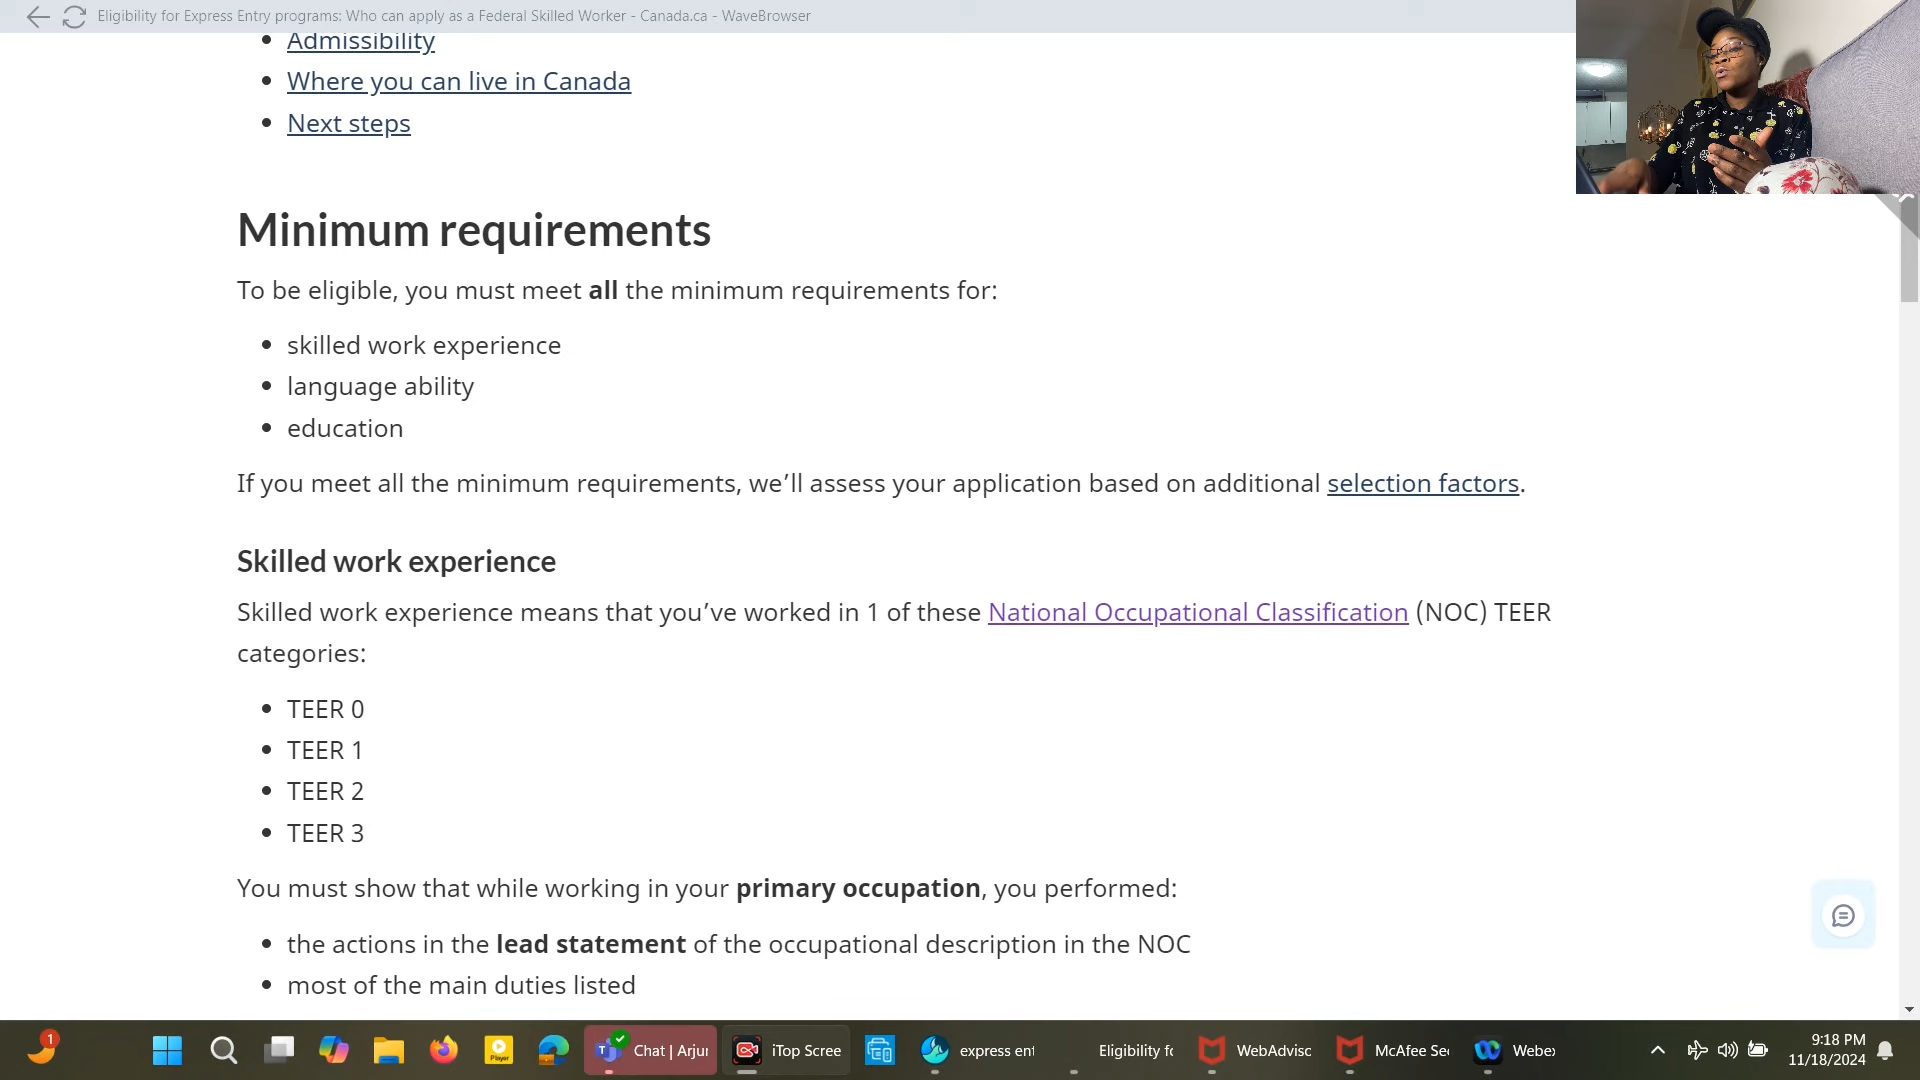 Eligibility for Express Entry programs: Who can apply as a Federal Skilled Worker - Canada.ca - WaveBrowser
Admissibility
Where you can live in Canada
Next steps
Minimum requirements
To be eligible, you must meet all the minimum requirements for:
skilled work experience
language ability
education
If you meet all the minimum requirements, we’ll assess your application based on additional selection factors.
Skilled work experience
Skilled work experience means that you’ve worked in 1 of these National Occupational Classification (NOC) TEER
categories:
TEER 0
TEER 1
TEER 2
TEER 3
You must show that while working in your primary occupation, you performed:
the actions in the lead statement of the occupational description in the NOC
most of the main duties listed
1
Player
Chat | Arjur
iTop Scree
express ent
Eligibility fo
WebAdvisc
McAfee Sec
Webex
9:18 PM
11/18/2024